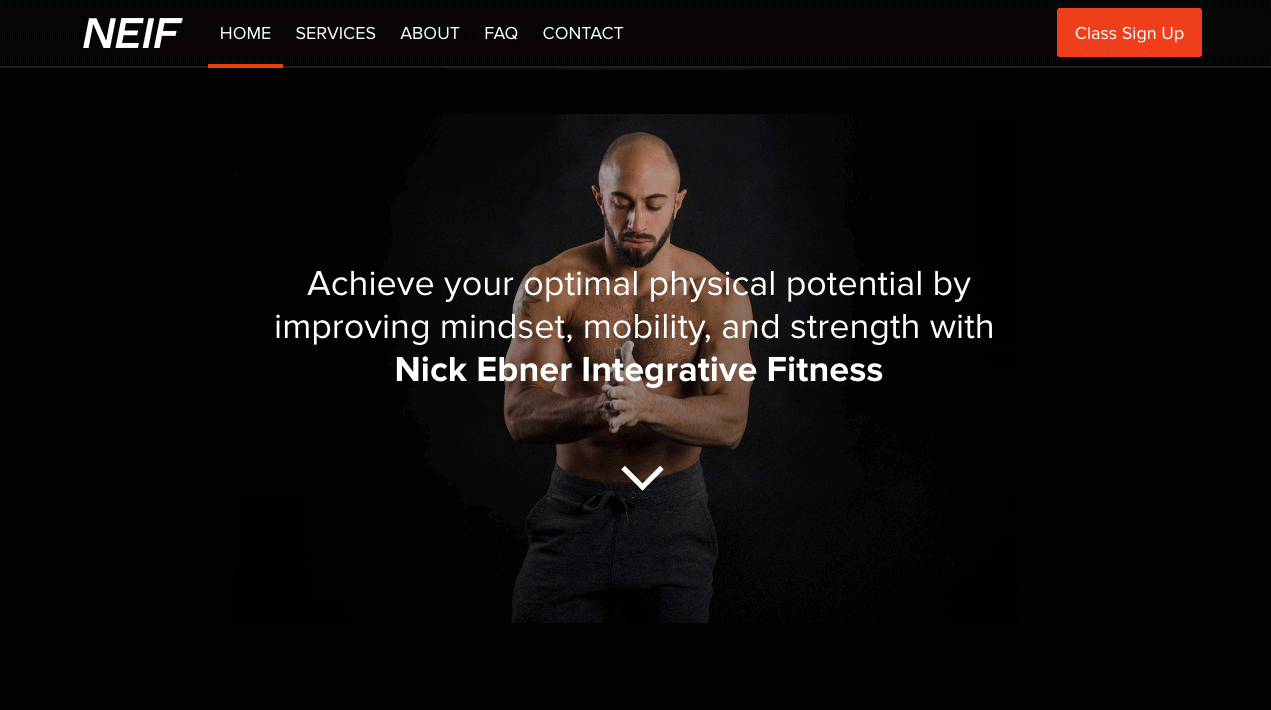 NEIF
HOME SERVICES ABOUT FAQ CONTACT
Class Sign Up
Achieve your optimal physical potential by
improving mindset, mobility, and strength with
Nick Ebner Integrative Fitness